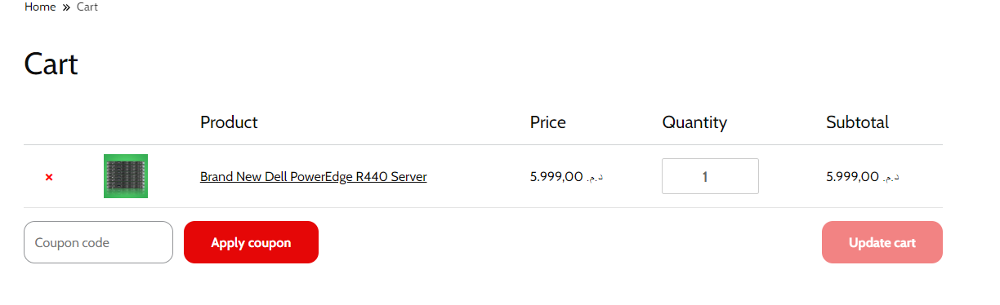 Home » Cart
Cart
Product Price Quantity Subtotal
× Brand New Dell PowerEdge R440 Server 5.999,00 د.م. 1 5.999,00 د.م.
Coupon code Apply coupon Update cart